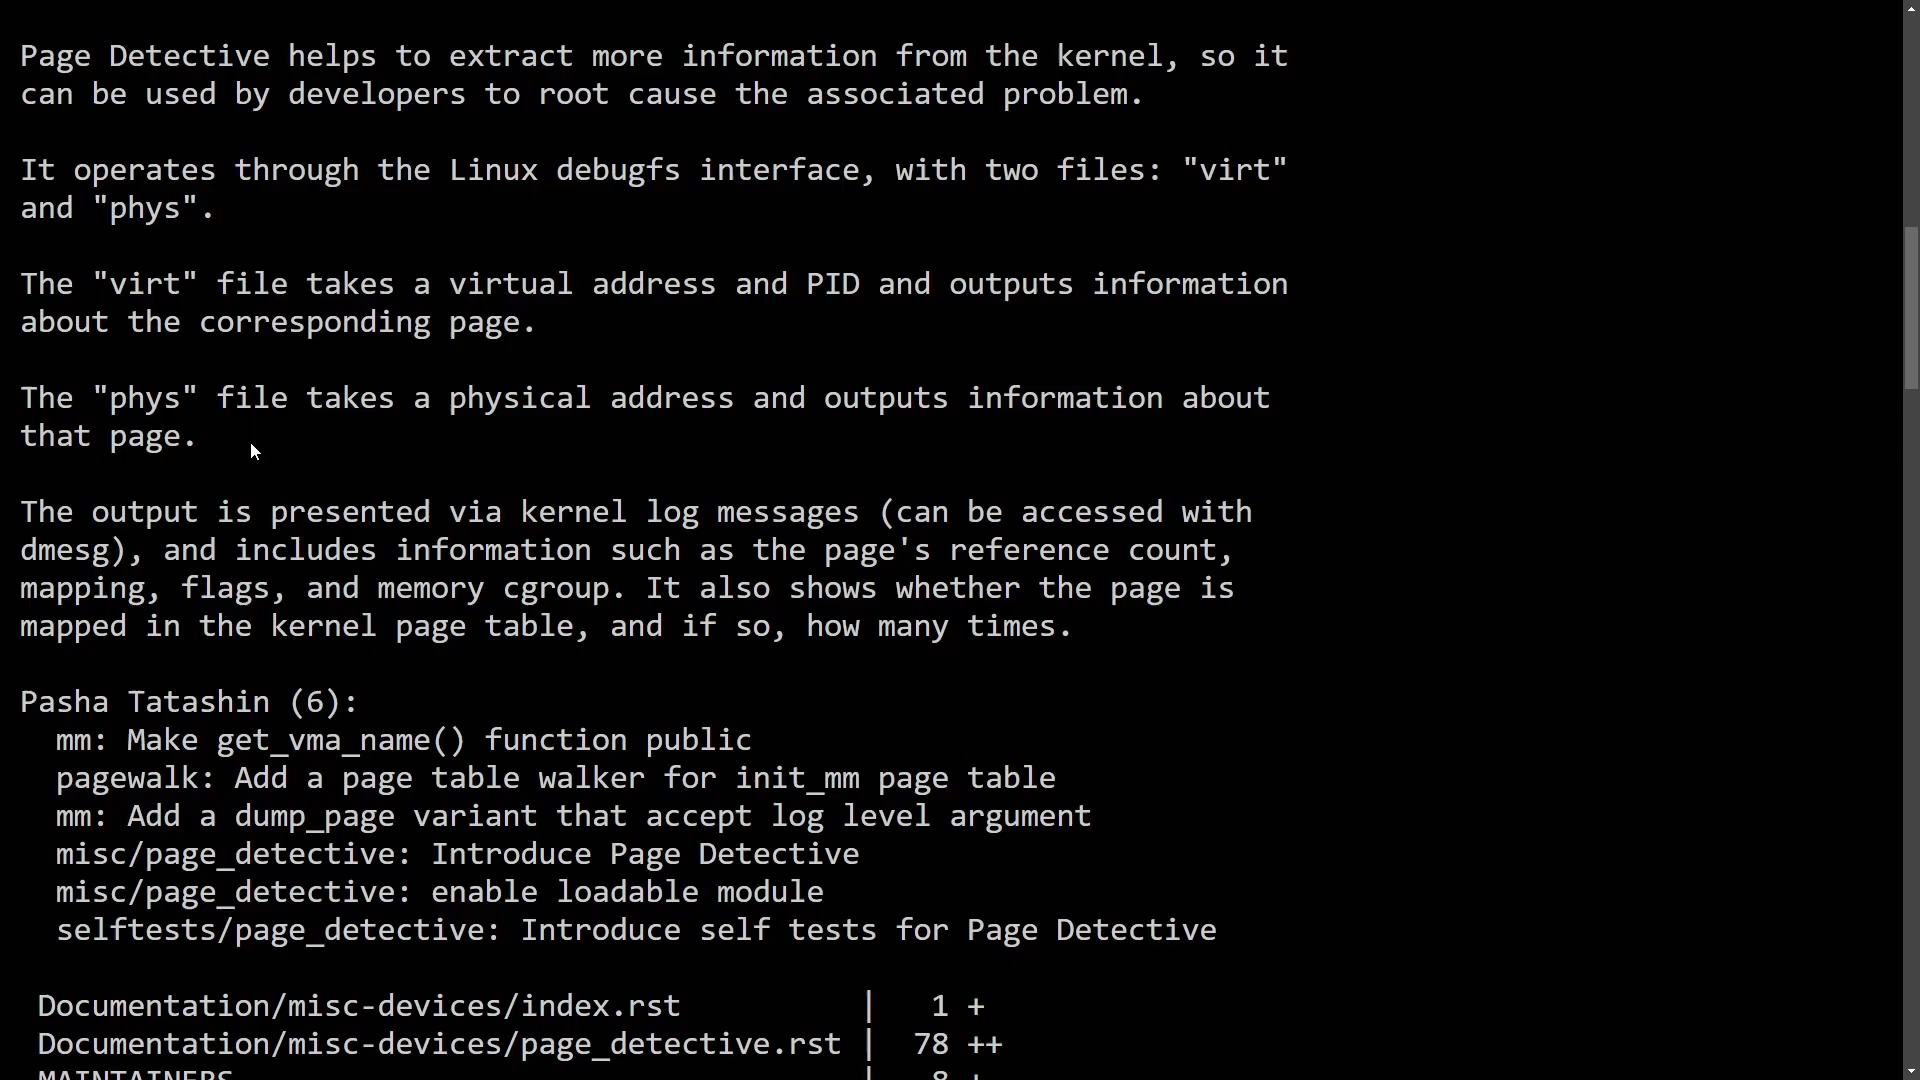 Page Detective helps to extract more information from the kernel, so it
can be used by developers to root cause the associated problem.
It operates through the Linux debugfs interface, with two files: "virt"
and "phys".
The "virt" file takes a virtual address and PID and outputs information
about the corresponding page.
The "phys" file takes a physical address and outputs information about
that page.
The output is presented via kernel log messages (can be accessed with
dmesg), and includes information such as the page's reference count,
mapping, flags, and memory cgroup. It also shows whether the page is
mapped in the kernel page table, and if so, how many times.
Pasha Tatashin (6):
mm: Make get_vma_name() function public
pagewalk: Add a page table walker for init_mm page table
mm: Add a dump_page variant that accept log level argument
misc/page_detective: Introduce Page Detective
misc/page_detective: enable loadable module
selftests/page_detective: Introduce self tests for Page Detective
Documentation/misc-devices/index.rst | 1 +
Documentation/misc-devices/page_detective.rst | 78 ++
MAINTAINERS | 8 +